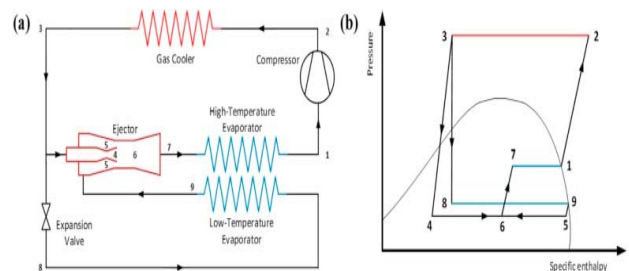 (a)
3
2
Gas Cooler
Compressor
High-Temperature
Evaporator
Ejector
5
4
6
7
1
5
9
Expansion
Valve
Low-Temperature
Evaporator
8
(b)
Pressure
3
2
7
1
8
9
4
6
5
Specific enthalpy